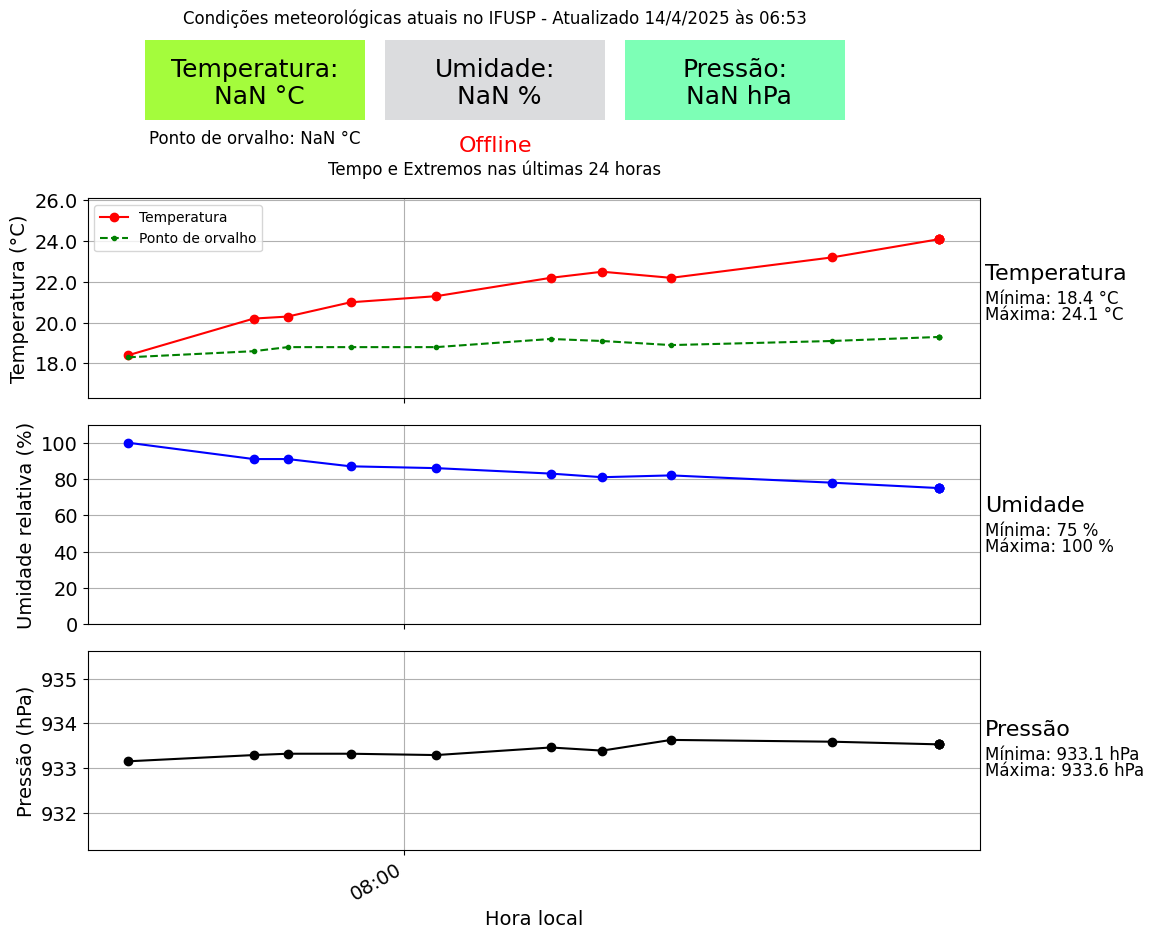 Condições meteorológicas atuais no IFUSP - Atualizado 14/4/2025 às 06:53
Temperatura:
NaN °C
Umidade:
NaN %
Pressão:
NaN hPa
Ponto de orvalho: NaN °C
Offline
Tempo e Extremos nas últimas 24 horas
Temperatura (°C)
26.0
24.0
22.0
20.0
18.0
Temperatura
Ponto de orvalho
Temperatura
Mínima: 18.4 °C
Máxima: 24.1 °C
Umidade relativa (%)
100
80
60
40
20
0
Umidade
Mínima: 75 %
Máxima: 100 %
Pressão (hPa)
935
934
933
932
Pressão
Mínima: 933.1 hPa
Máxima: 933.6 hPa
08:00
Hora local